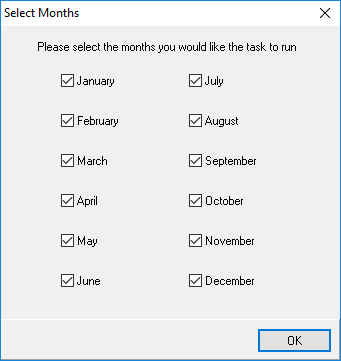 Select Months
Please select the months you would like the task to run
January
July
February
August
March
September
April
October
May
November
June
December
OK